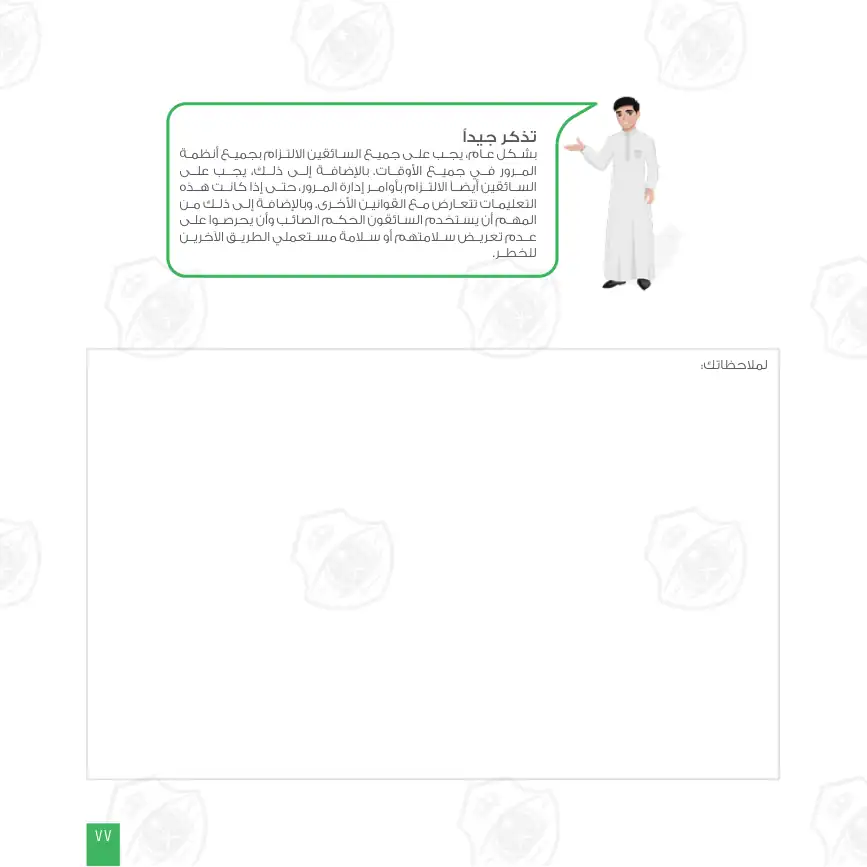 تذكر جيداً
بشكل عام، يجب على جميع السائقين الالتزام بجميع أنظمة
المرور في جميع الأوقات. بالإضافة إلى ذلك، يجب على
السائقين أيضاً الالتزام بأوامر إدارة المرور، حتى إذا كانت هذه
التعليمات تتعارض مع القوانين الأخرى. وبالإضافة إلى ذلك من
المهم أن يستخدم السائقون الحكم الصائب وأن يحرصوا على
عدم تعريض سلامتهم أو سلامة مستعملي الطريق الآخرين
للخطر.
لملاحظاتك:
٧٧